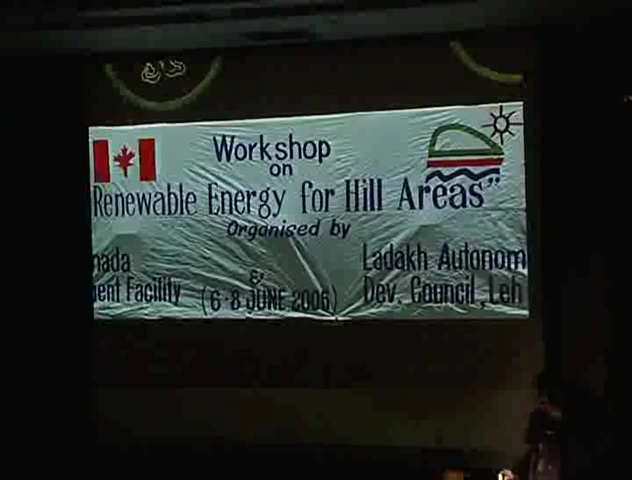 Workshop
on
Renewable Energy for Hill Areas”
Organised by
nada
ent Facility
&
(6-8 JUNE 2006)
Ladakh Autonom
Dev. Council, Leh